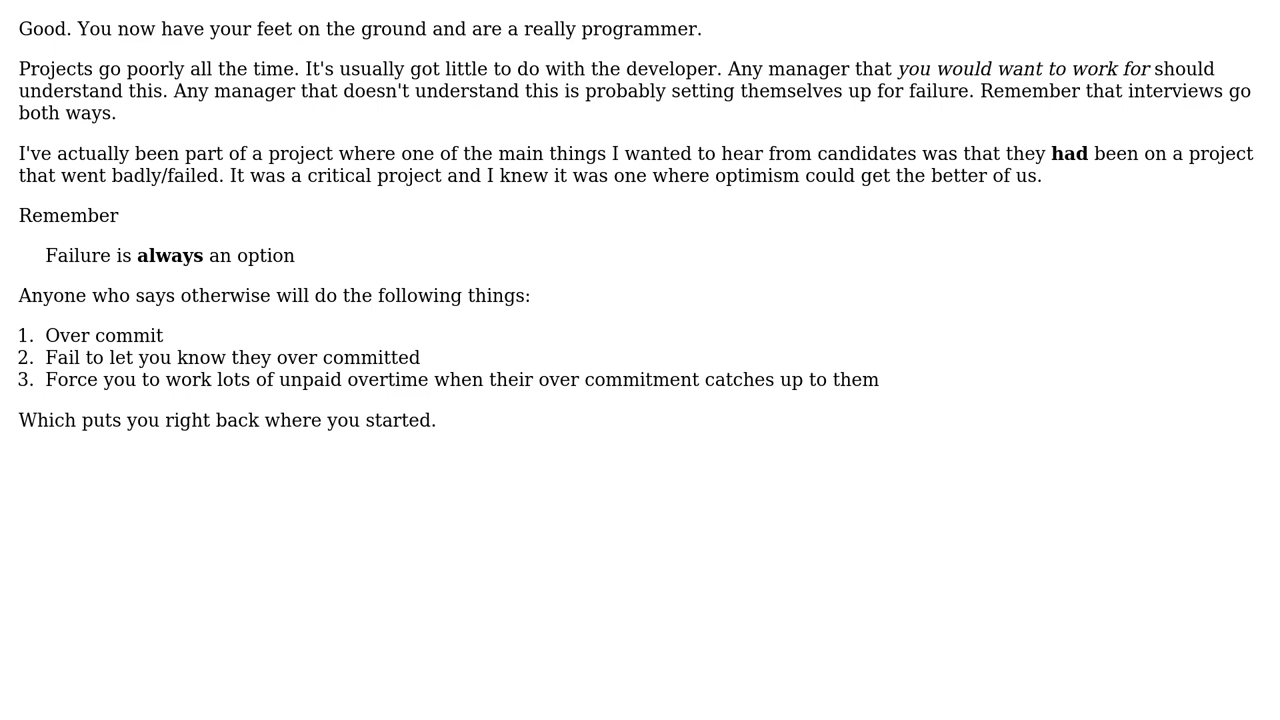 Good. You now have your feet on the ground and are a really programmer.
Projects go poorly all the time. It's usually got little to do with the developer. Any manager that you would want to work for should
understand this. Any manager that doesn't understand this is probably setting themselves up for failure. Remember that interviews go
both ways.
I've actually been part of a project where one of the main things I wanted to hear from candidates was that they had been on a project
that went badly/failed. It was a critical project and I knew it was one where optimism could get the better of us.
Remember
Failure is always an option
Anyone who says otherwise will do the following things:
1. Over commit
2. Fail to let you know they over committed
3. Force you to work lots of unpaid overtime when their over commitment catches up to them
Which puts you right back where you started.